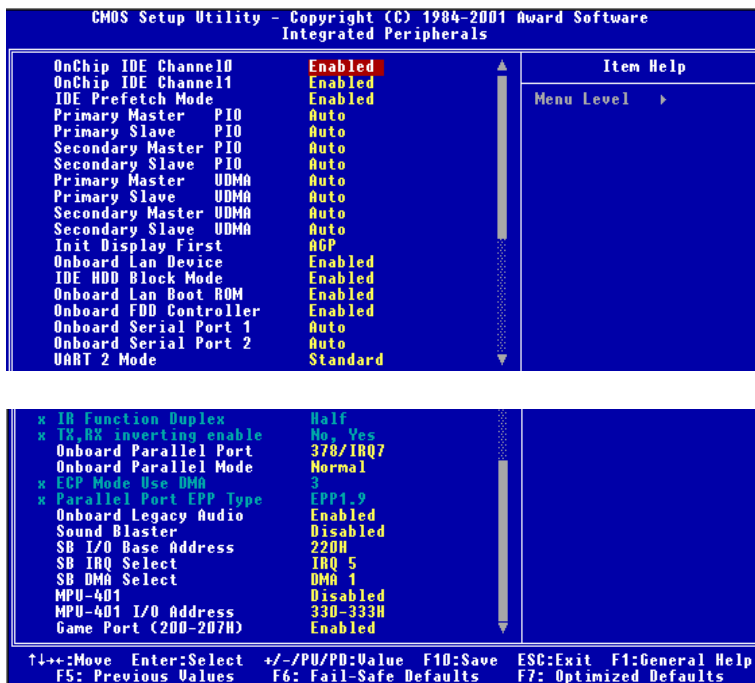 CMOS Setup Utility – Copyright (C) 1984-2001 Award Software
Integrated Peripherals
OnChip IDE Channel0 Enabled
OnChip IDE Channel1 Enabled
IDE Prefetch Mode Enabled
Primary Master PIO Auto
Primary Slave PIO Auto
Secondary Master PIO Auto
Secondary Slave PIO Auto
Primary Master UDMA Auto
Primary Slave UDMA Auto
Secondary Master UDMA Auto
Secondary Slave UDMA Auto
Init Display First AGP
Onboard Lan Device Enabled
IDE HDD Block Mode Enabled
Onboard Lan Boot ROM Enabled
Onboard FDD Controller Enabled
Onboard Serial Port 1 Auto
Onboard Serial Port 2 Auto
UART 2 Mode Standard
Item Help
Menu Level ▸
x IR Function Duplex Half
x TX,RX inverting enable No, Yes
Onboard Parallel Port 378/IRQ7
Onboard Parallel Mode Normal
x ECP Mode Use DMA 3
x Parallel Port EPP Type EPP1.9
Onboard Legacy Audio Enabled
Sound Blaster Disabled
SB I/O Base Address 220H
SB IRQ Select IRQ 5
SB DMA Select DMA 1
MPU-401 Disabled
MPU-401 I/O Address 330-333H
Game Port (200-207H) Enabled
↑↓→←:Move Enter:Select +/-/PU/PD:Value F10:Save ESC:Exit F1:General Help
F5: Previous Values F6: Fail-Safe Defaults F7: Optimized Defaults